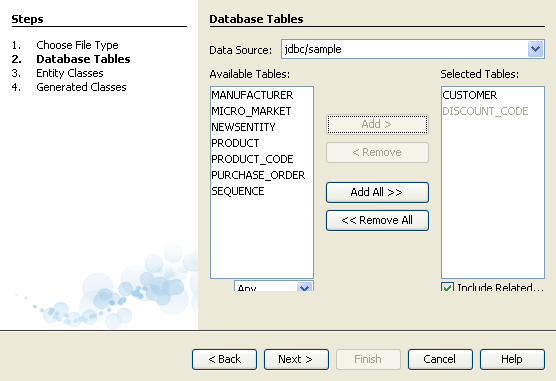 Steps
1. Choose File Type
2. Database Tables
3. Entity Classes
4. Generated Classes
Database Tables
Data Source: jdbc/sample
Available Tables:
MANUFACTURER
MICRO_MARKET
NEWSENTITY
PRODUCT
PRODUCT_CODE
PURCHASE_ORDER
SEQUENCE
Any
Add >
< Remove
Add All >>
<< Remove All
Selected Tables:
CUSTOMER
DISCOUNT_CODE
Include Related...
< Back
Next >
Finish
Cancel
Help